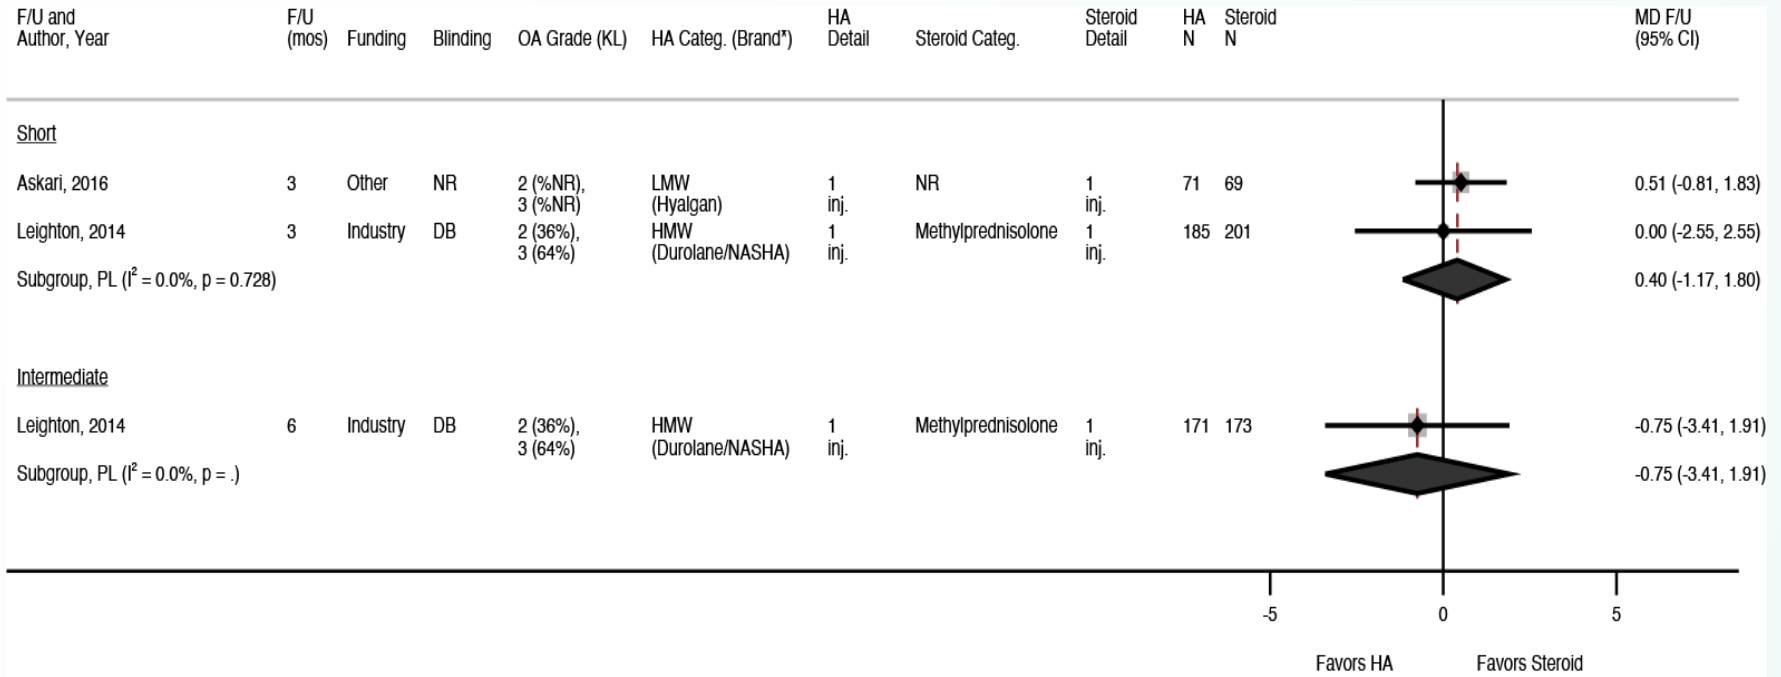 F/U and F/U HA Steroid HA Steroid MD F/U
Author, Year (mos) Funding Blinding OA Grade (KL) HA Categ. (Brand*) Detail Steroid Categ. Detail N N (95% CI)
Short
Askari, 2016 3 Other NR 2 (%NR), LMW 1 NR 1 71 69 0.51 (-0.81, 1.83)
3 (%NR) (Hyalgan) inj. inj.
Leighton, 2014 3 Industry DB 2 (36%), HMW 1 Methylprednisolone 1 185 201 0.00 (-2.55, 2.55)
3 (64%) (Durolane/NASHA) inj. inj.
Subgroup, PL (I² = 0.0%, p = 0.728) 0.40 (-1.17, 1.80)
Intermediate
Leighton, 2014 6 Industry DB 2 (36%), HMW 1 Methylprednisolone 1 171 173 -0.75 (-3.41, 1.91)
3 (64%) (Durolane/NASHA) inj. inj.
Subgroup, PL (I² = 0.0%, p = .) -0.75 (-3.41, 1.91)
-5 0 5
Favors HA Favors Steroid